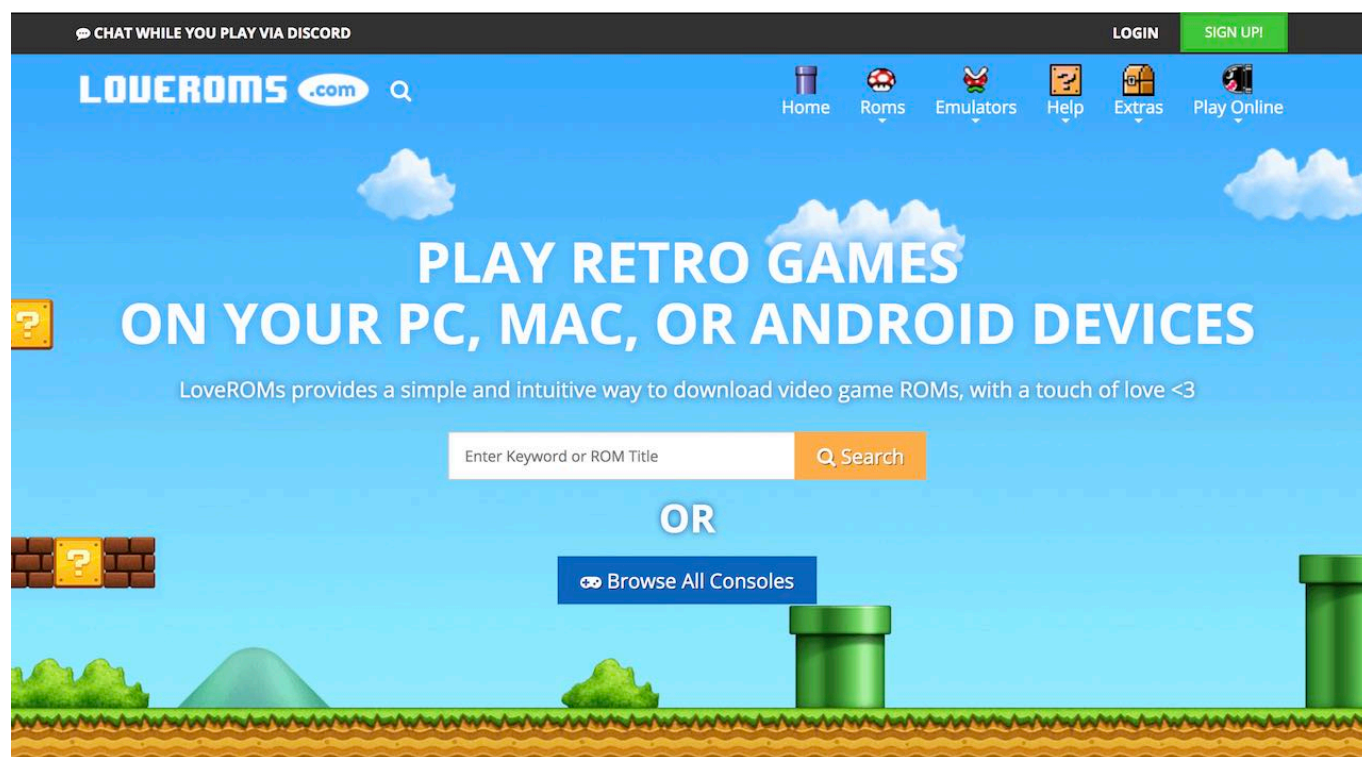 CHAT WHILE YOU PLAY VIA DISCORD
LOGIN
SIGN UP!
LOVEROMS .com
Home
Roms
Emulators
Help
Extras
Play Online
PLAY RETRO GAMES
ON YOUR PC, MAC, OR ANDROID DEVICES
LoveROMs provides a simple and intuitive way to download video game ROMs, with a touch of love <3
Enter Keyword or ROM Title
Search
OR
Browse All Consoles